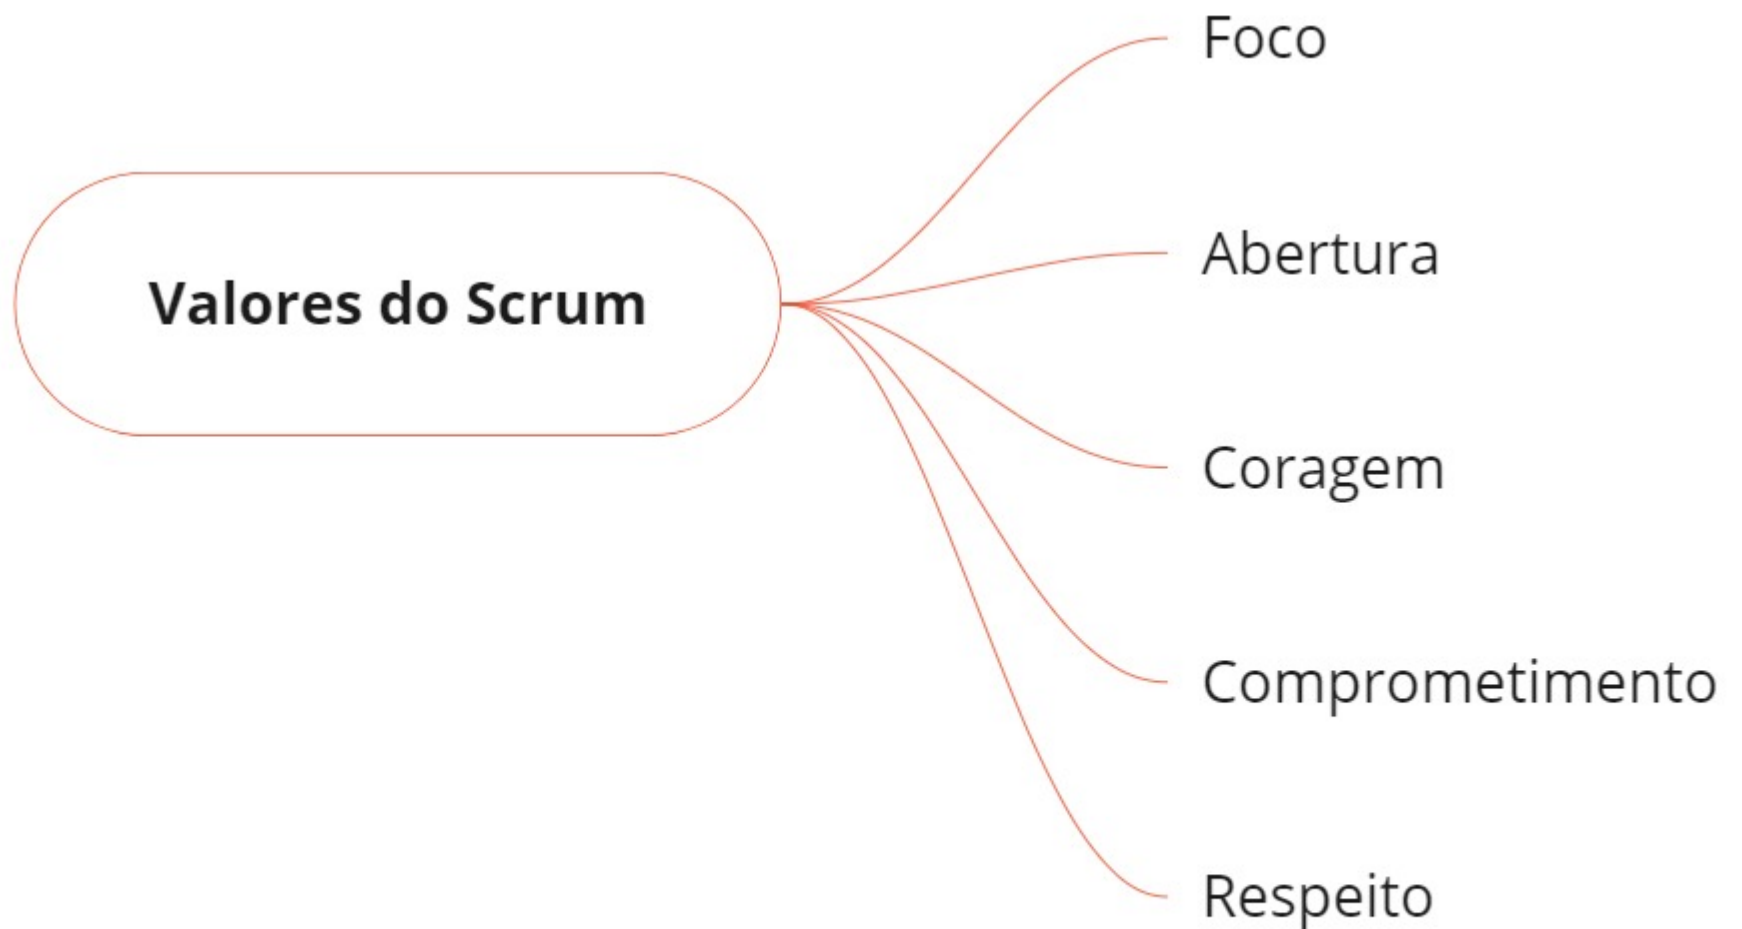 Valores do Scrum
Foco
Abertura
Coragem
Comprometimento
Respeito